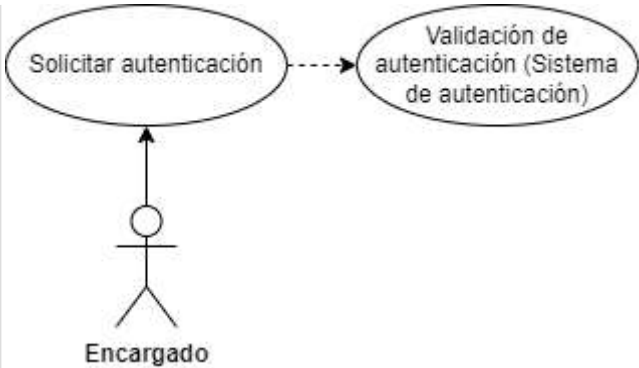 Solicitar autenticación
Validación de
autenticación (Sistema
de autenticación)
Encargado